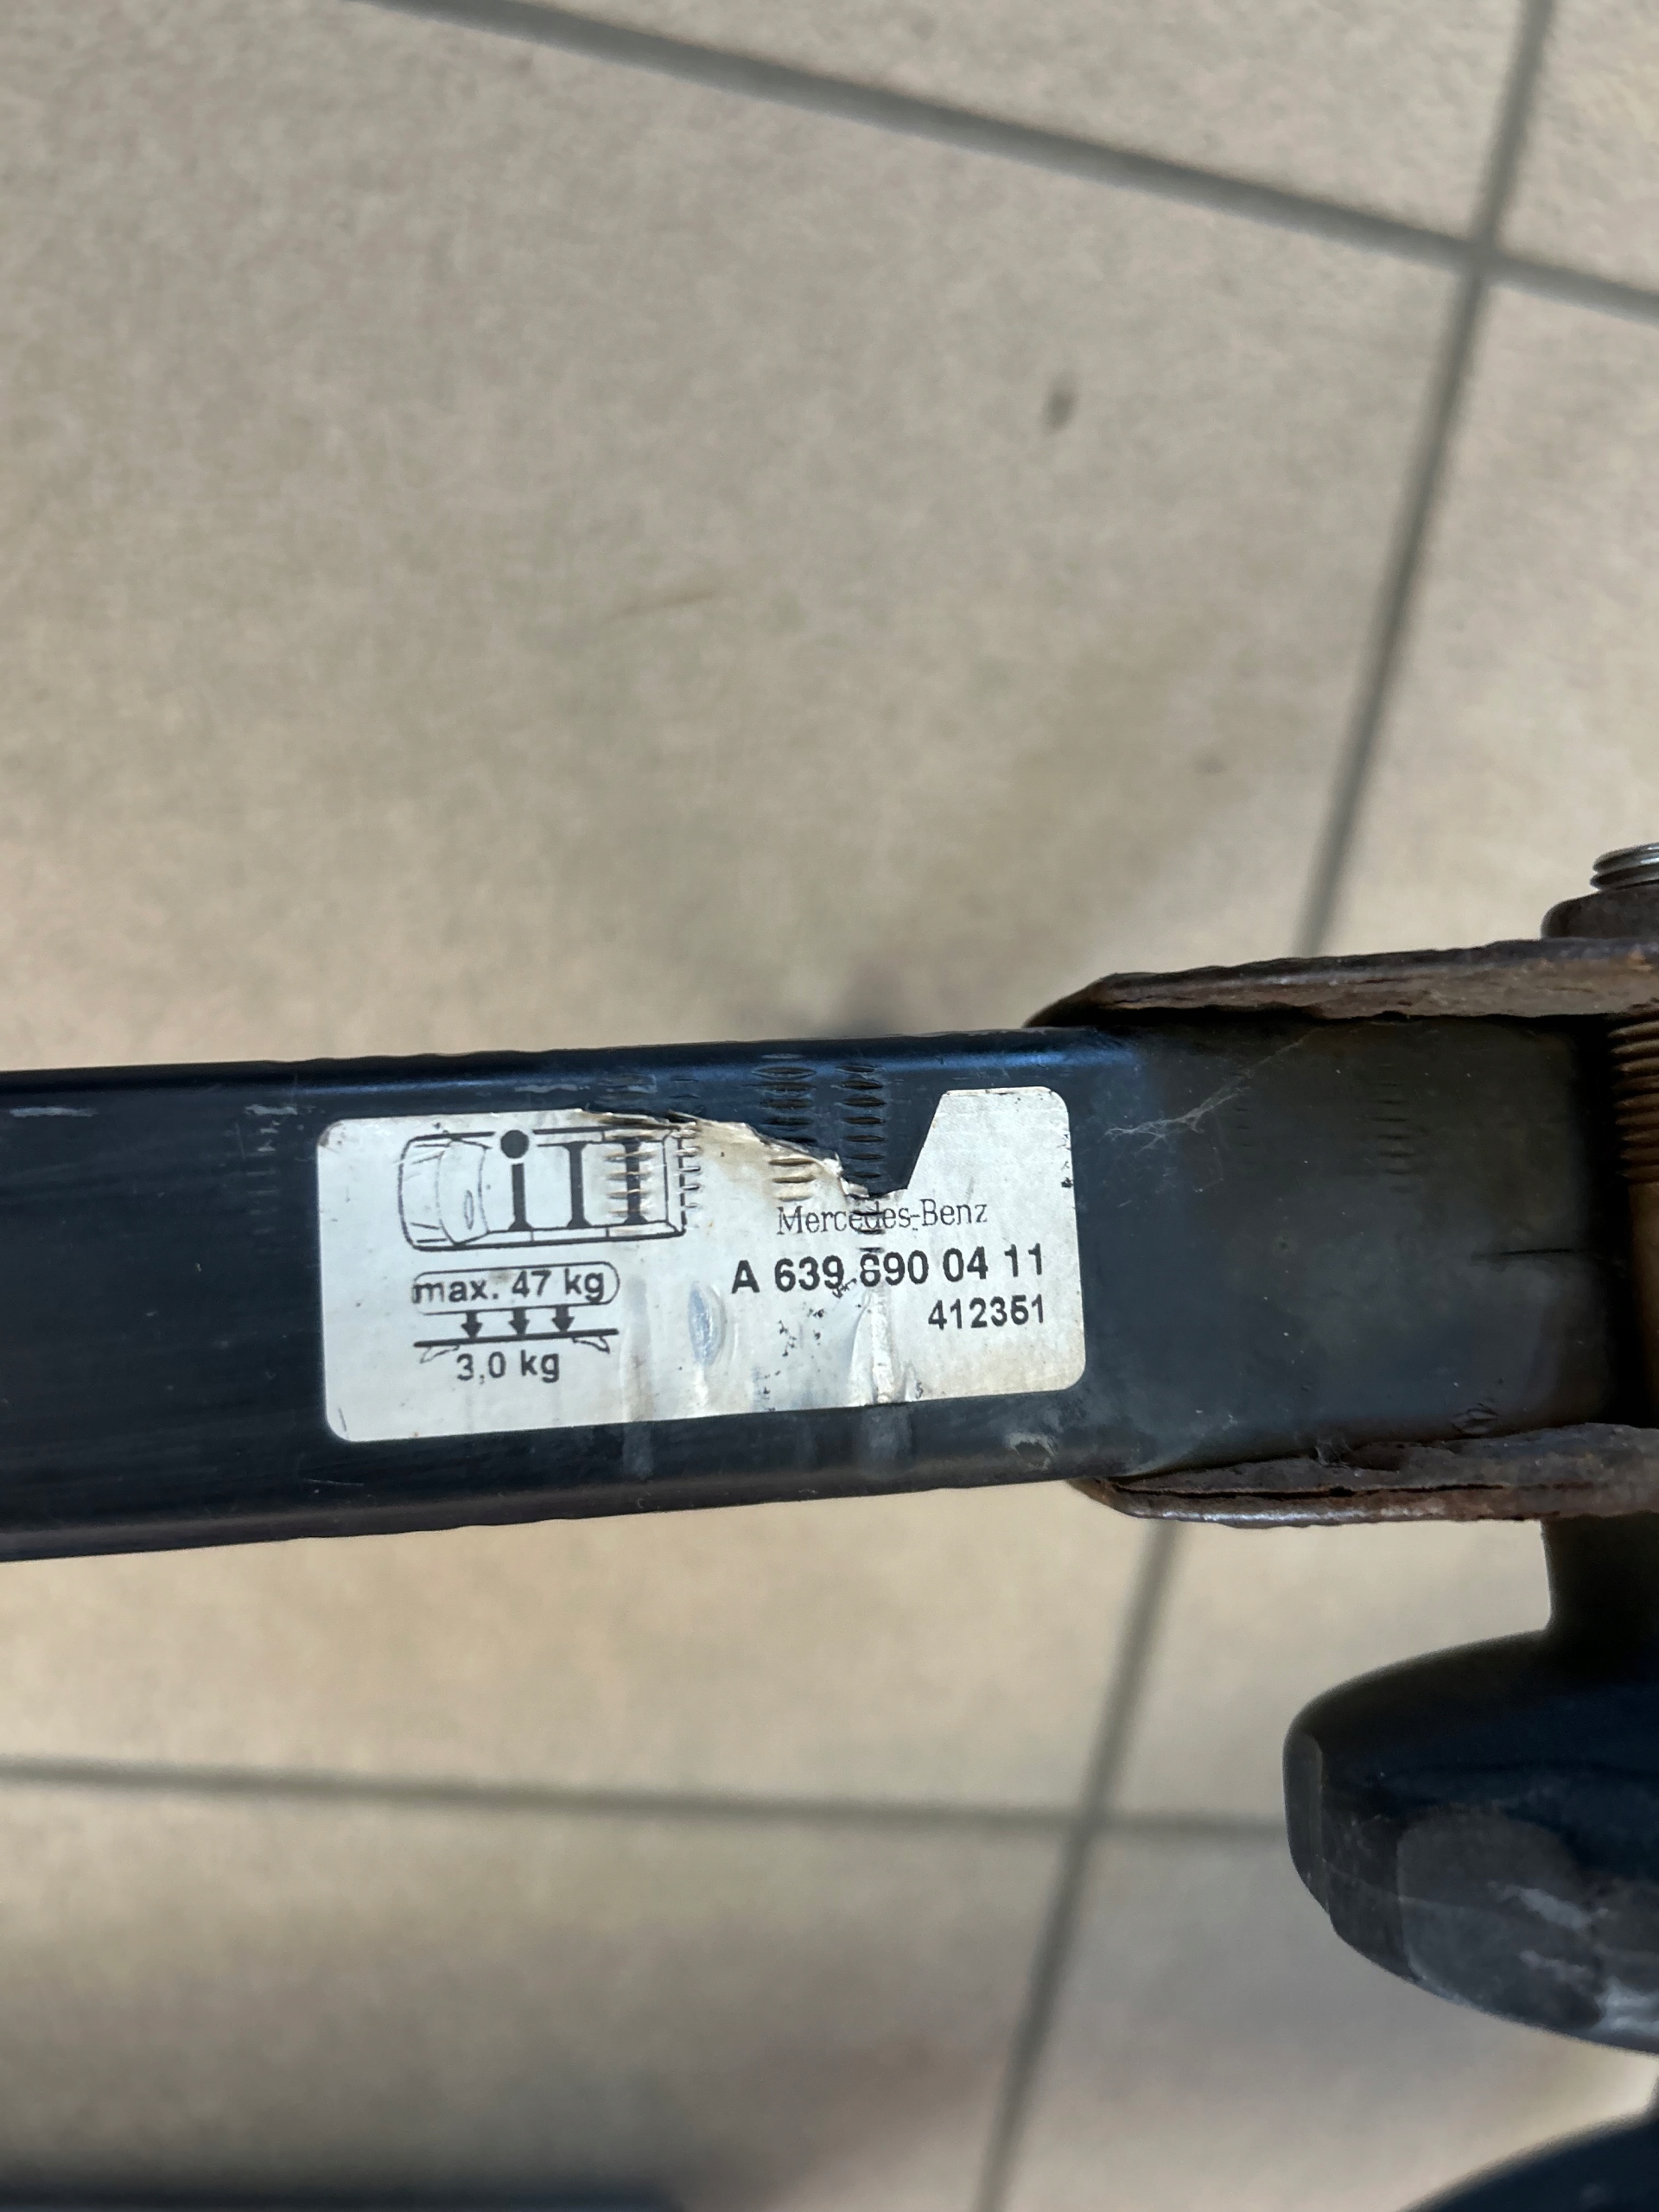 max. 47 kg
3,0 kg
Mercedes-Benz
A 639 890 04 11
412351